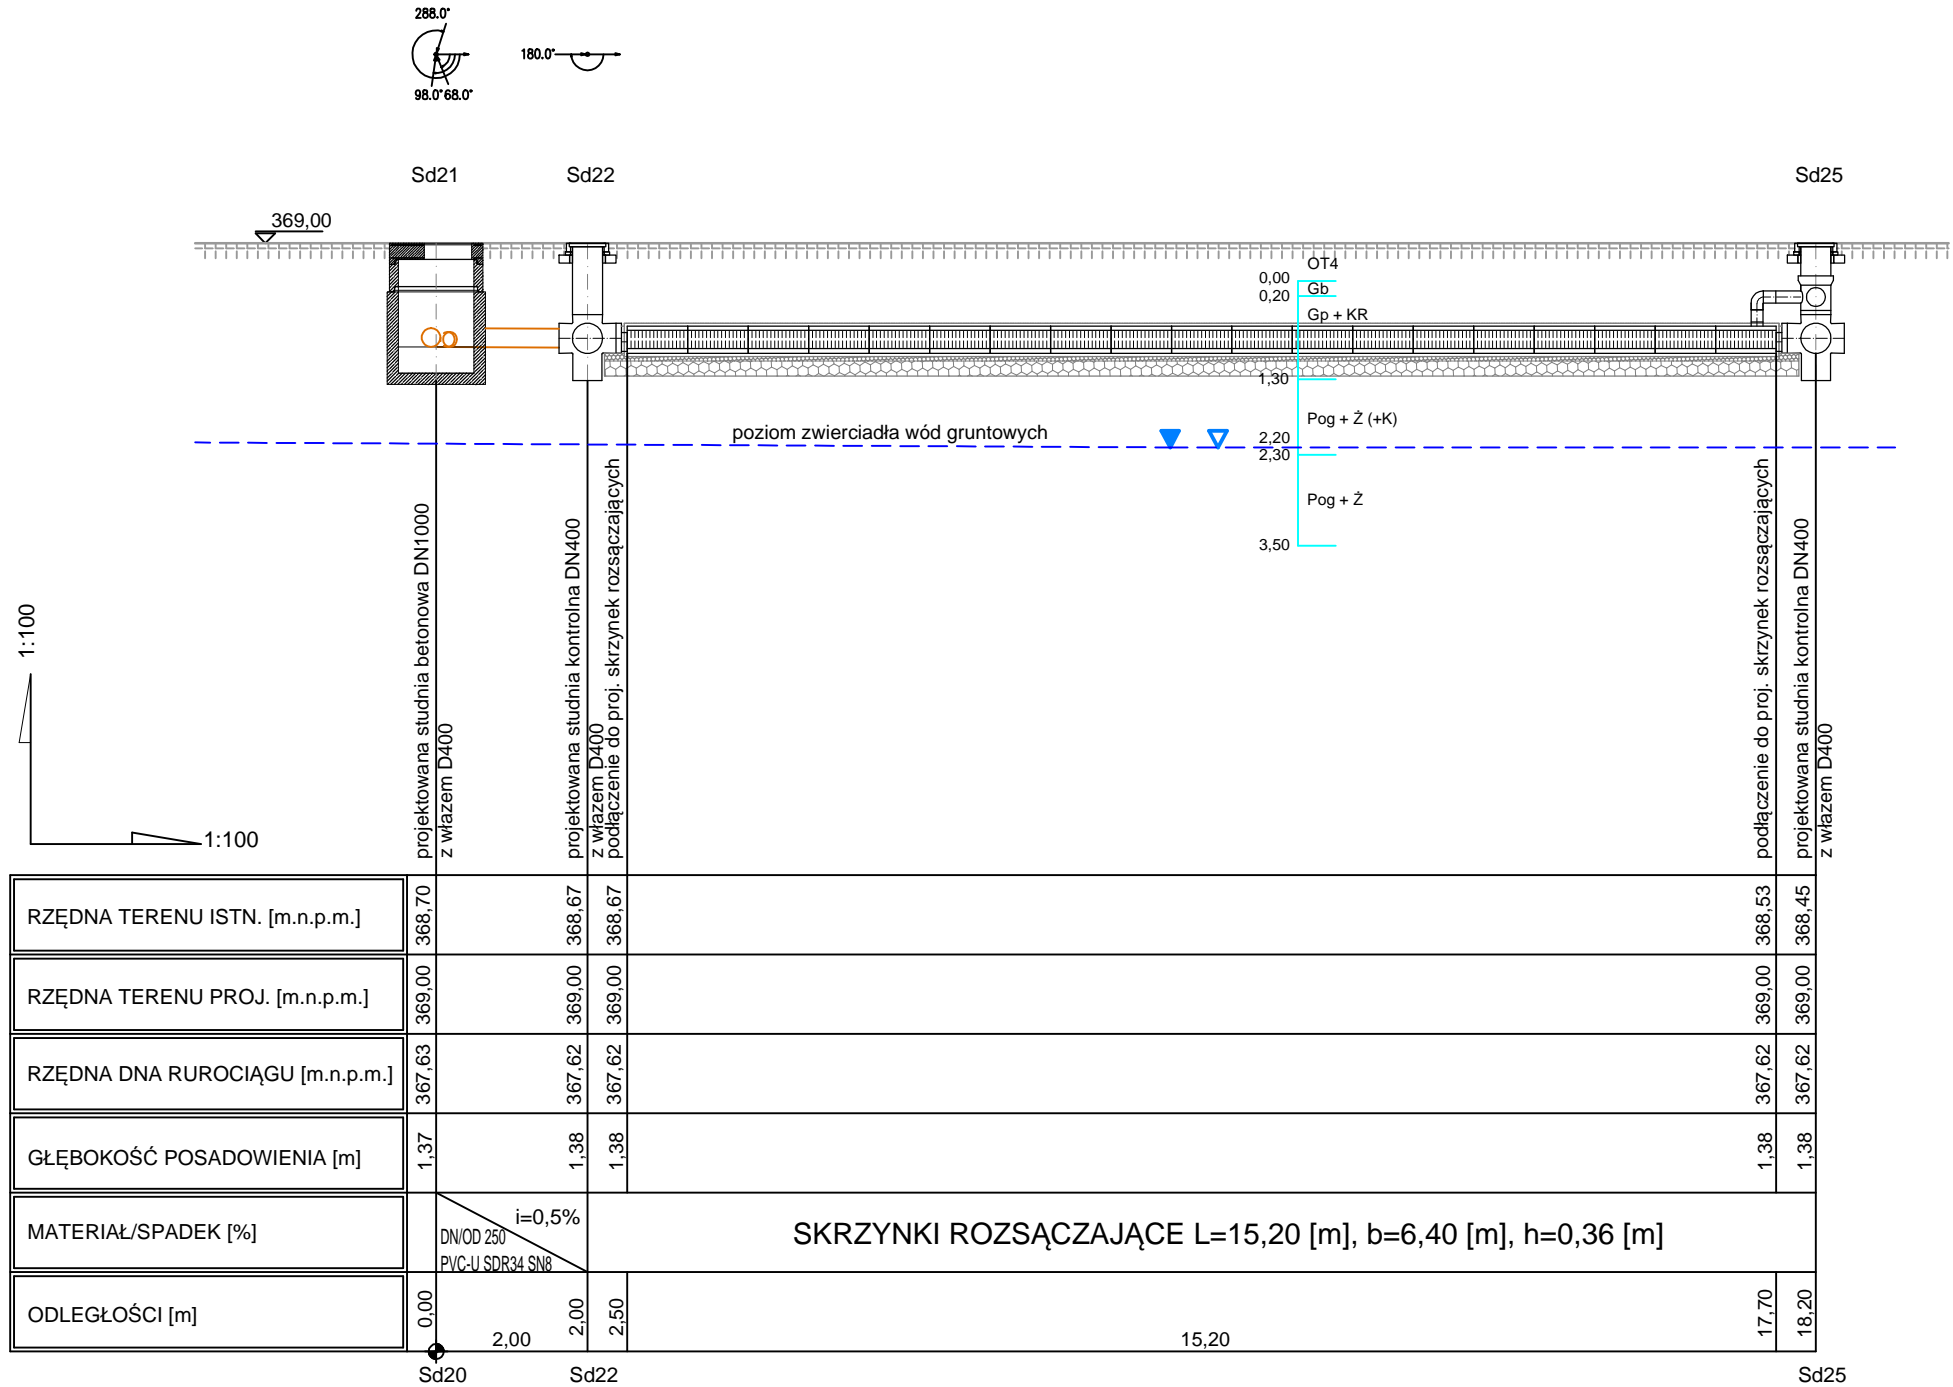 288.0°
180.0°
98.0°68.0°
Sd21
Sd22
Sd25
369,00
OT4
0,00
Gb
0,20
Gp + KR
1,30
Pog + Ż (+K)
poziom zwierciadła wód gruntowych
2,20
2,30
Pog + Ż
3,50
projektowana studnia betonowa DN1000
z włazem D400
projektowana studnia kontrolna DN400
z włazem D400
podłączenie do proj. skrzynek rozsączających
podłączenie do proj. skrzynek rozsączających
projektowana studnia kontrolna DN400
z włazem D400
1:100
1:100
RZĘDNA TERENU ISTN. [m.n.p.m.]
368,70
368,67
368,67
368,53
368,45
RZĘDNA TERENU PROJ. [m.n.p.m.]
369,00
369,00
369,00
369,00
369,00
RZĘDNA DNA RUROCIĄGU [m.n.p.m.]
367,63
367,62
367,62
367,62
367,62
GŁĘBOKOŚĆ POSADOWIENIA [m]
1,37
1,38
1,38
1,38
1,38
MATERIAŁ/SPADEK [%]
i=0,5%
DN/OD 250
PVC-U SDR34 SN8
SKRZYNKI ROZSĄCZAJĄCE L=15,20 [m], b=6,40 [m], h=0,36 [m]
ODLEGŁOŚCI [m]
0,00
2,00
2,00
2,50
15,20
17,70
18,20
Sd20
Sd22
Sd25